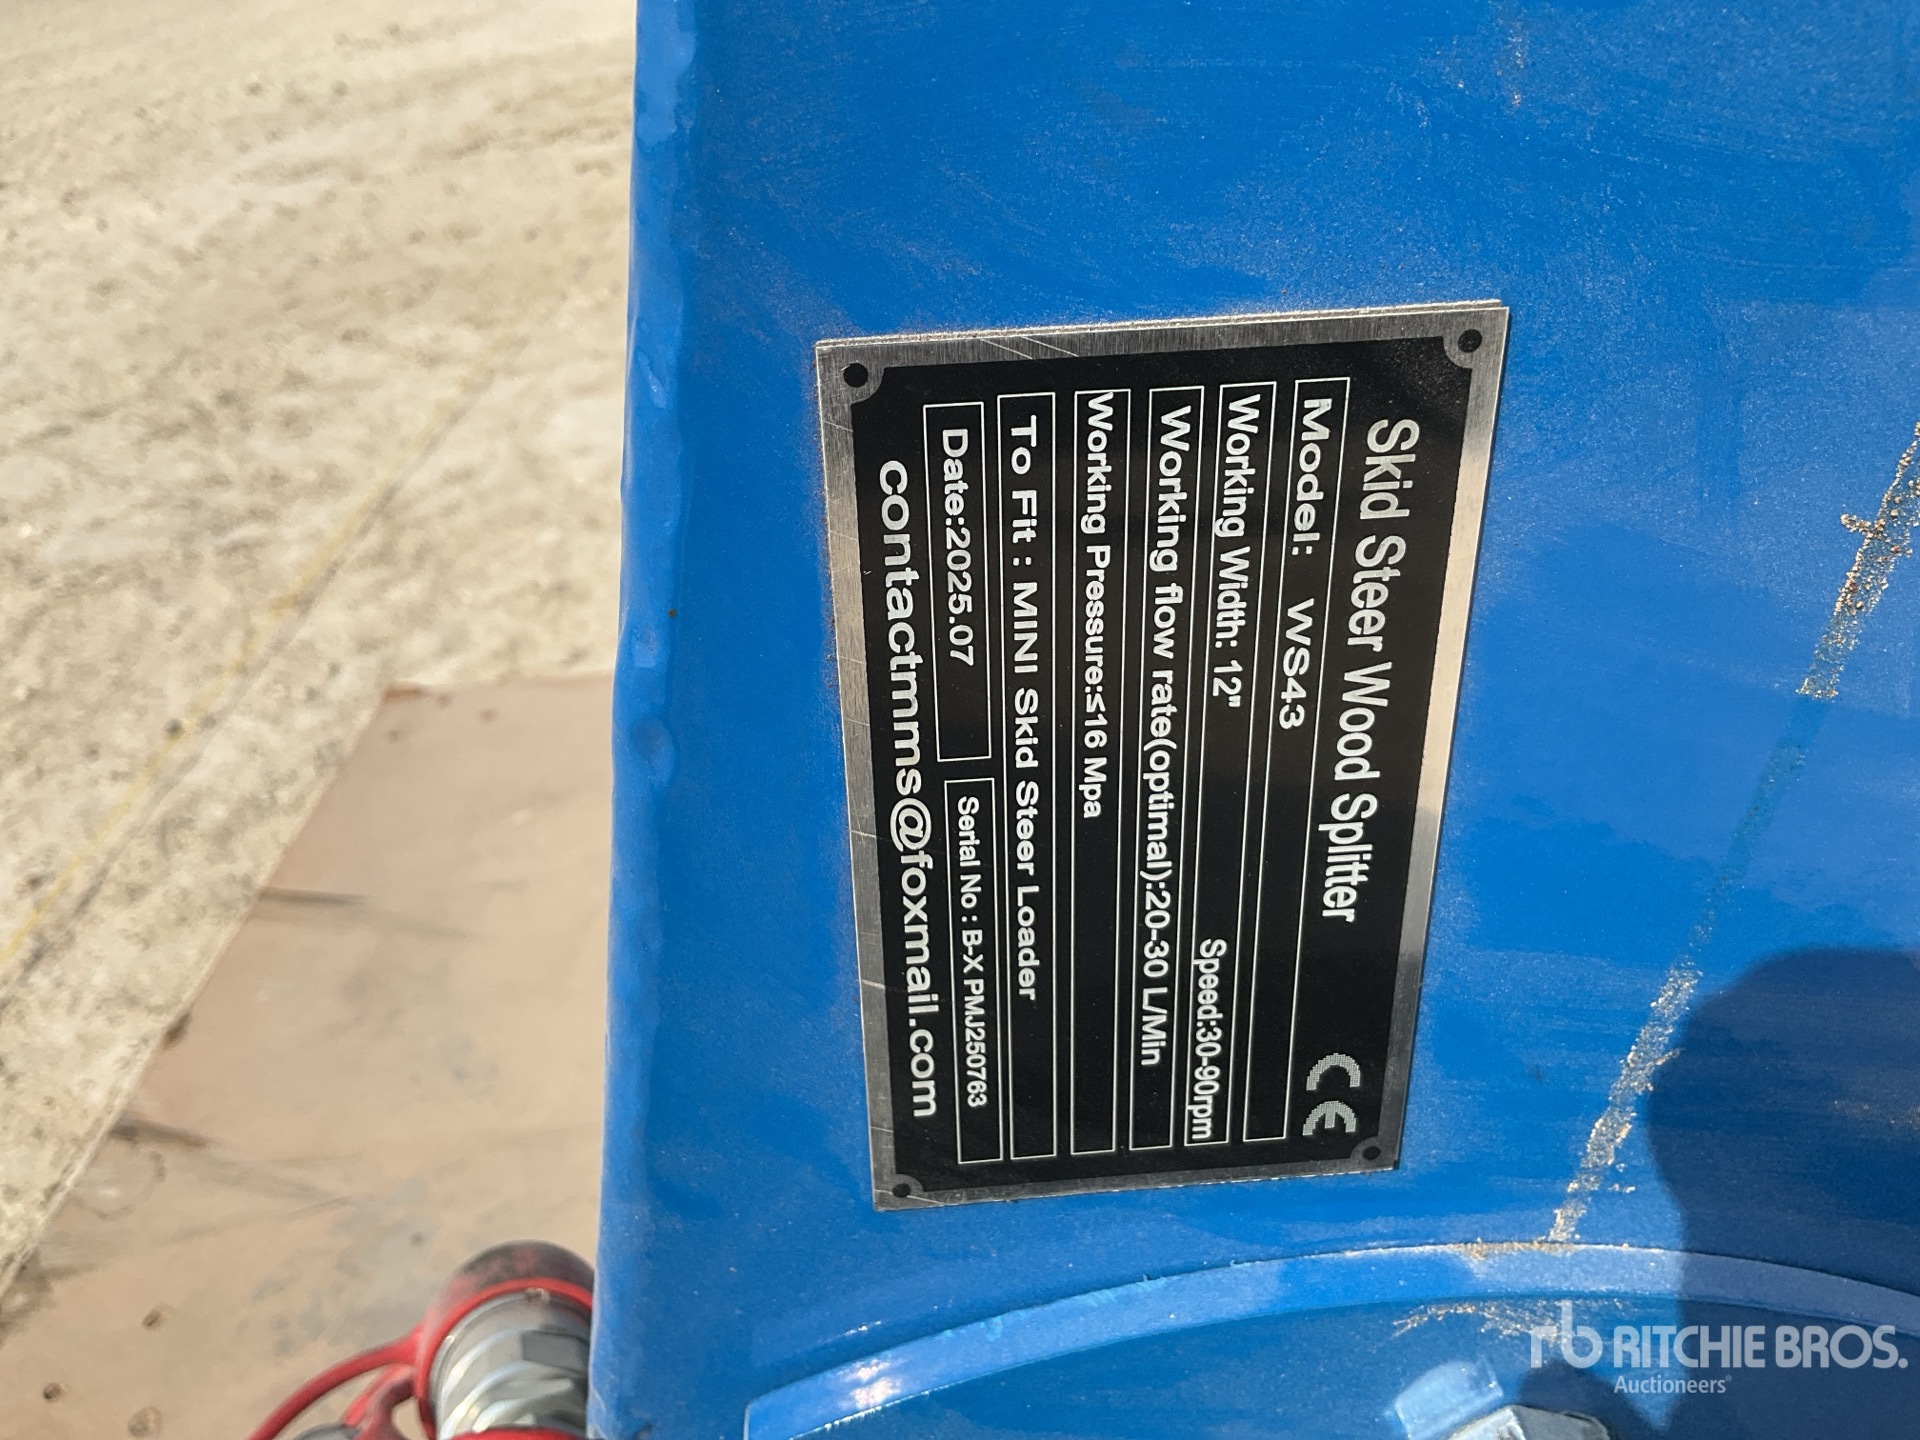 Skid Steer Wood Splitter CE
Model: WS43
Working Width: 12" Speed:30-90rpm
Working flow rate(optimal):20-30 L/Min
Working Pressure:≤16 Mpa
To Fit : MINI Skid Steer Loader
Date:2025.07 Serial No : B-X PMJ250763
contactmms@foxmail.com
rb RITCHIE BROS.
Auctioneers®